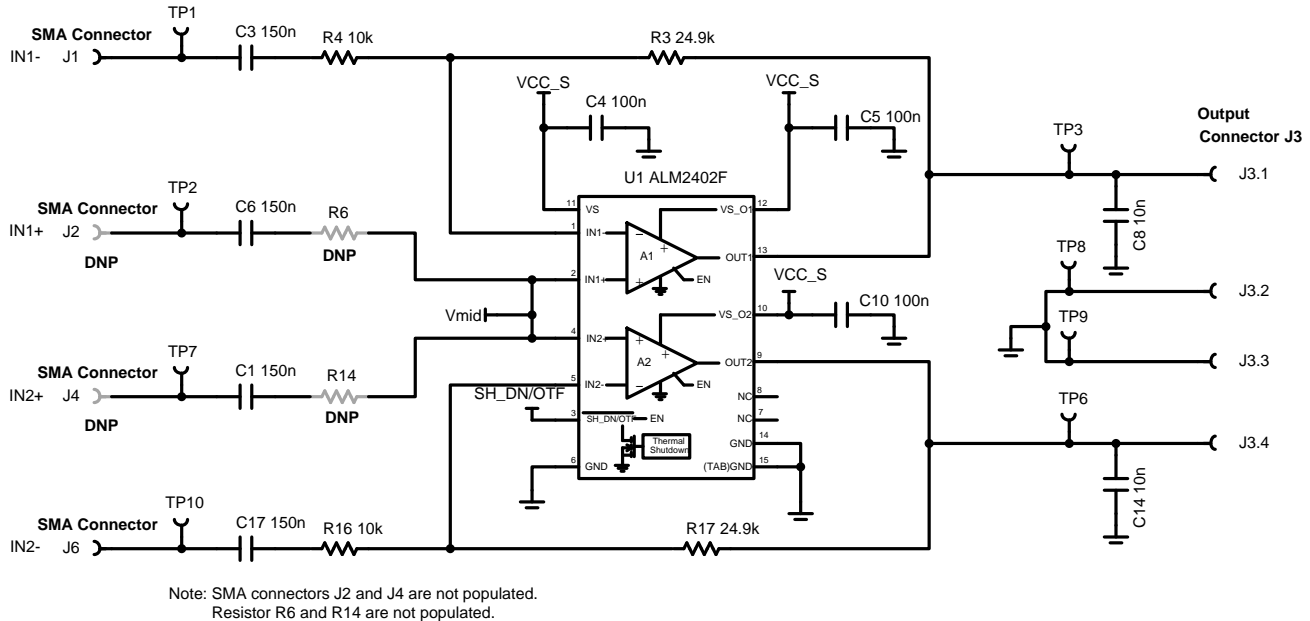 TP1
SMA Connector
C3 150n
R4 10k
R3 24.9k
IN1- J1
VCC_S
VCC_S
C4 100n
C5 100n
Output
Connector J3
TP3
U1 ALM2402F
J3.1
TP2
SMA Connector
C6 150n
R6
11 VS
VS_O1 12
IN1+ J2
1 IN1-
C8 10n
DNP
DNP
A1
OUT1 13
TP8
2 IN1+
EN
VCC_S
C10 100n
J3.2
Vmid
VS_O2 10
TP9
4 IN2+
TP7
SMA Connector
C1 150n
R14
A2
OUT2 9
J3.3
IN2+ J4
5 IN2-
EN
SH_DN/OTF
NC 8
TP6
DNP
DNP
3 SH_DN/OTF EN
NC 7
Thermal
Shutdown
GND 14
J3.4
6 GND
(TAB)GND 15
C14 10n
TP10
SMA Connector
C17 150n
R16 10k
R17 24.9k
IN2- J6
Note: SMA connectors J2 and J4 are not populated.
Resistor R6 and R14 are not populated.